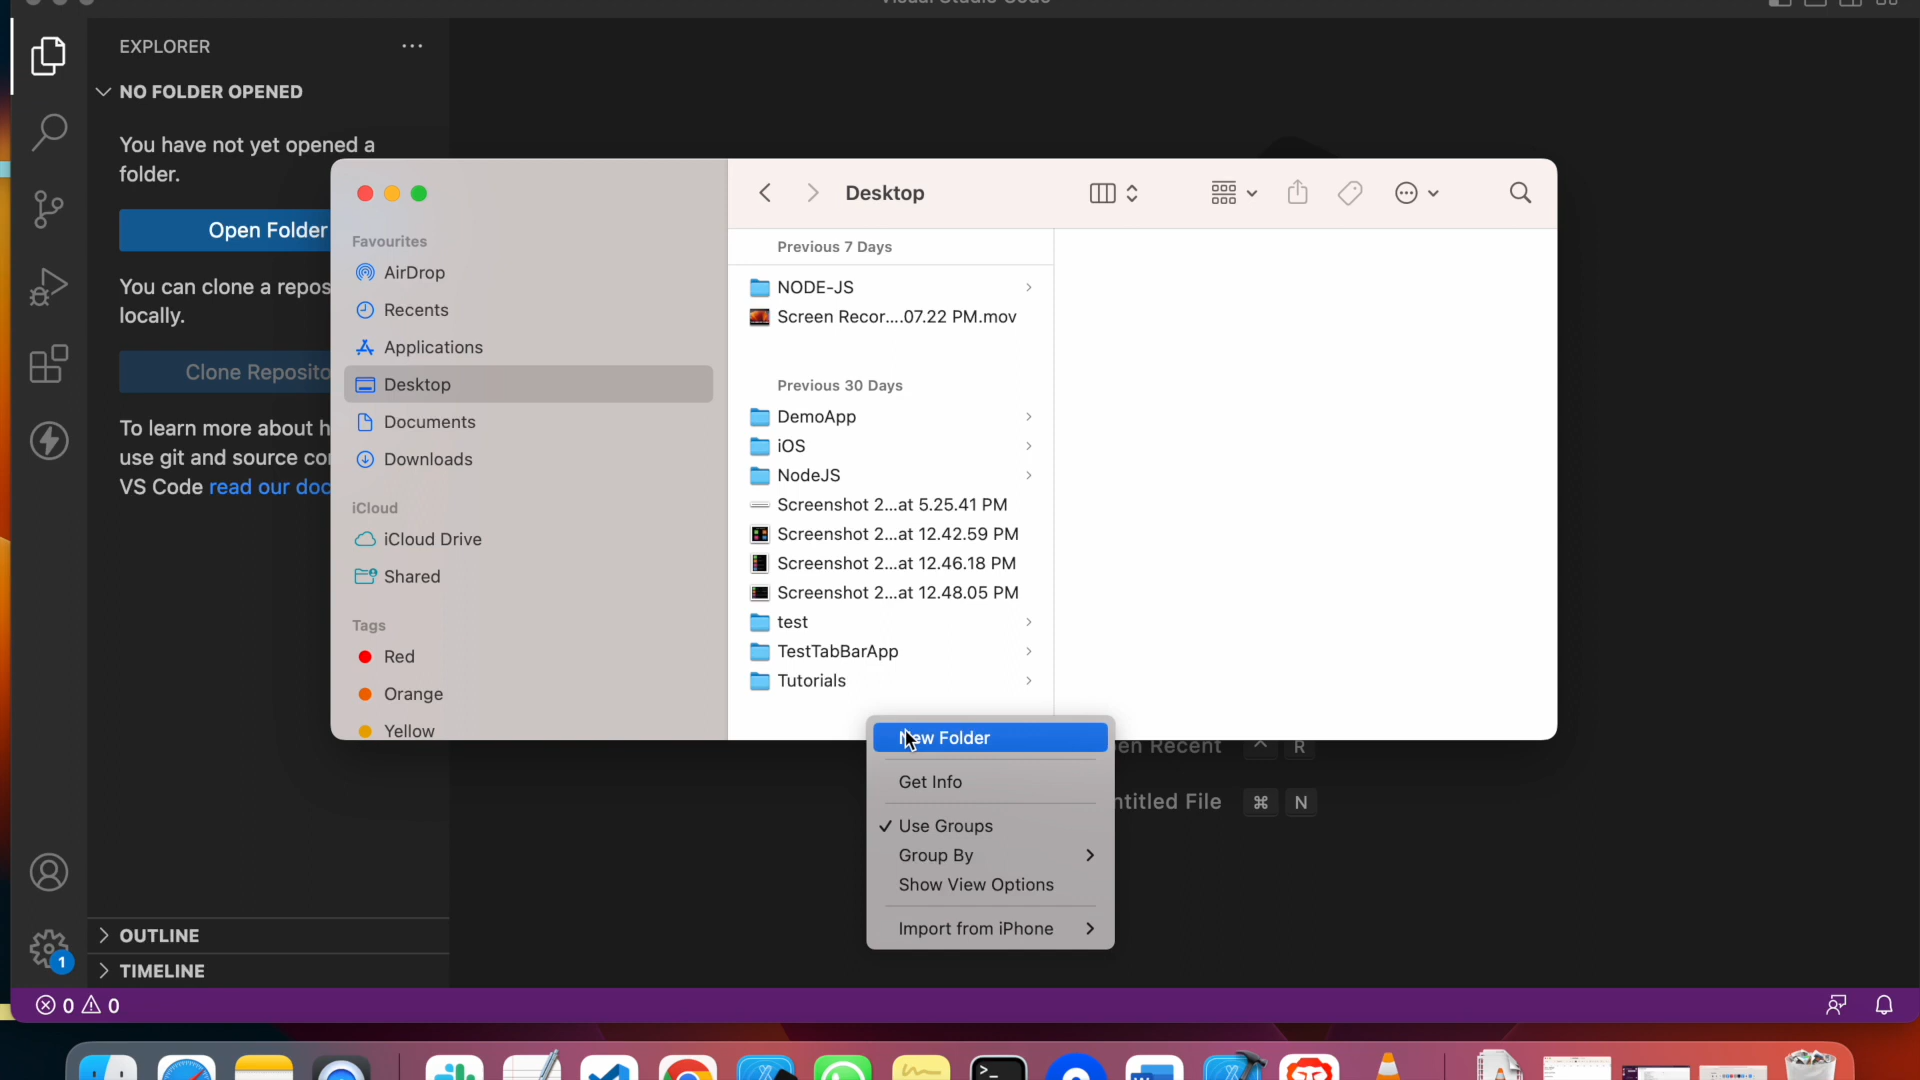 Visual Studio Code
EXPLORER
NO FOLDER OPENED
You have not yet opened a
folder.
Open Folder
You can clone a repos
locally.
Clone Reposito
To learn more about h
use git and source co
VS Code read our doc
OUTLINE
TIMELINE
1
0
0
Favourites
AirDrop
Recents
Applications
Desktop
Documents
Downloads
iCloud
iCloud Drive
Shared
Tags
Red
Orange
Yellow
Desktop
Previous 7 Days
NODE-JS
Screen Recor....07.22 PM.mov
Previous 30 Days
DemoApp
iOS
NodeJS
Screenshot 2...at 5.25.41 PM
Screenshot 2...at 12.42.59 PM
Screenshot 2...at 12.46.18 PM
Screenshot 2...at 12.48.05 PM
test
TestTabBarApp
Tutorials
New Folder
Get Info
✓ Use Groups
Group By
Show View Options
Import from iPhone
en Recent ^ R
ntitled File ⌘ N